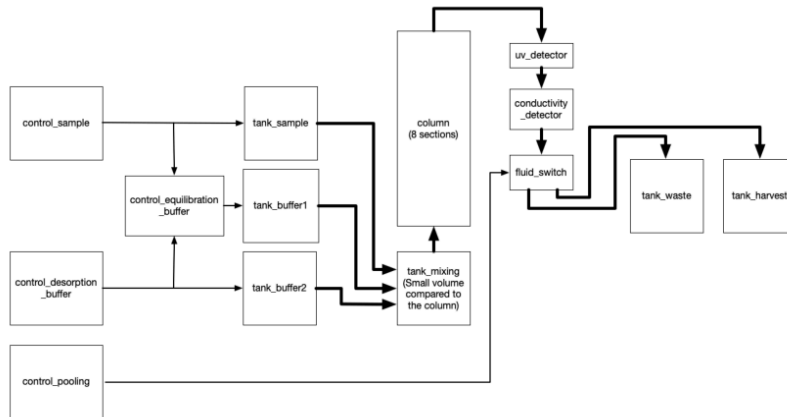 uv_detector
column
(8 sections)
conductivity
_detector
control_sample
tank_sample
fluid_switch
tank_waste
tank_harvest
control_equilibration
_buffer
tank_buffer1
control_desorption
_buffer
tank_buffer2
tank_mixing
(Small volume
compared to
the column)
control_pooling